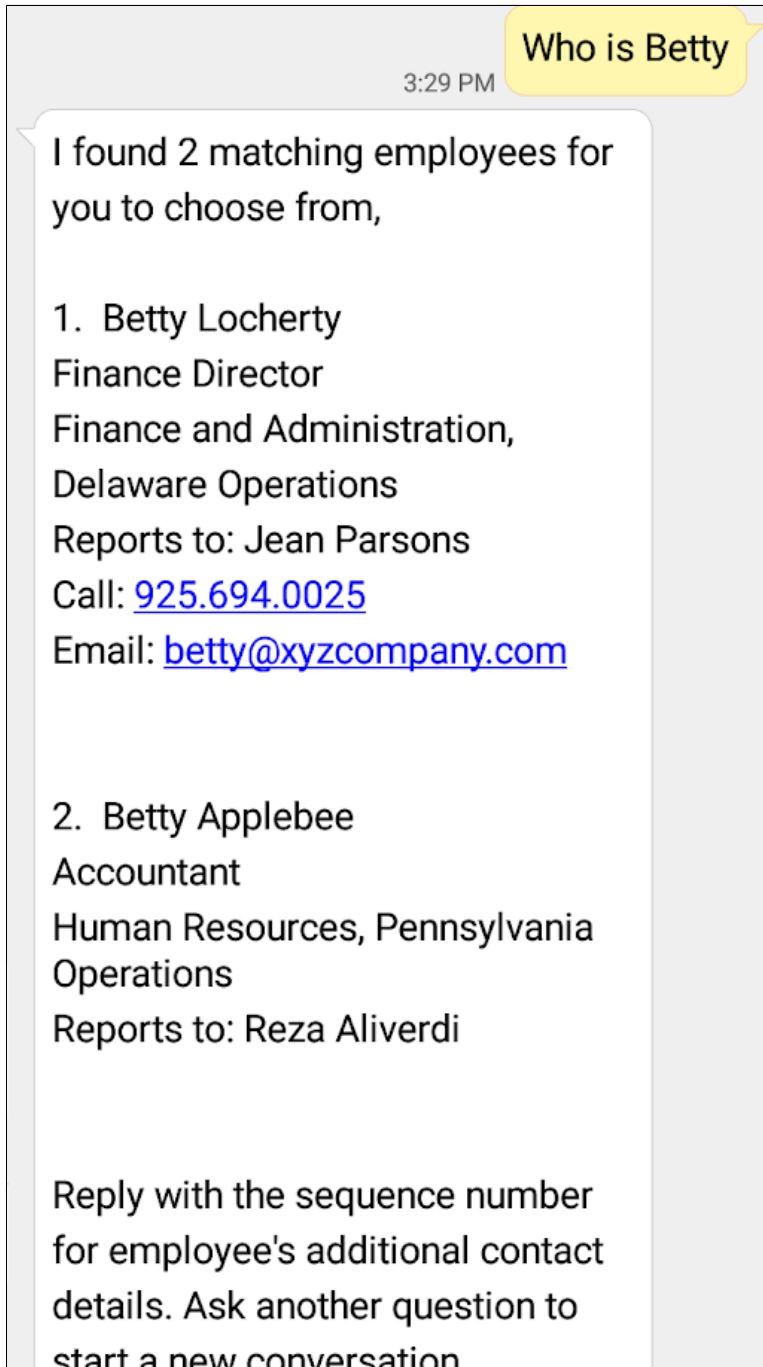 Who is Betty
3:29 PM
I found 2 matching employees for
you to choose from,
1. Betty Locherty
Finance Director
Finance and Administration,
Delaware Operations
Reports to: Jean Parsons
Call: 925.694.0025
Email: betty@xyzcompany.com
2. Betty Applebee
Accountant
Human Resources, Pennsylvania
Operations
Reports to: Reza Aliverdi
Reply with the sequence number
for employee's additional contact
details. Ask another question to
start a new conversation